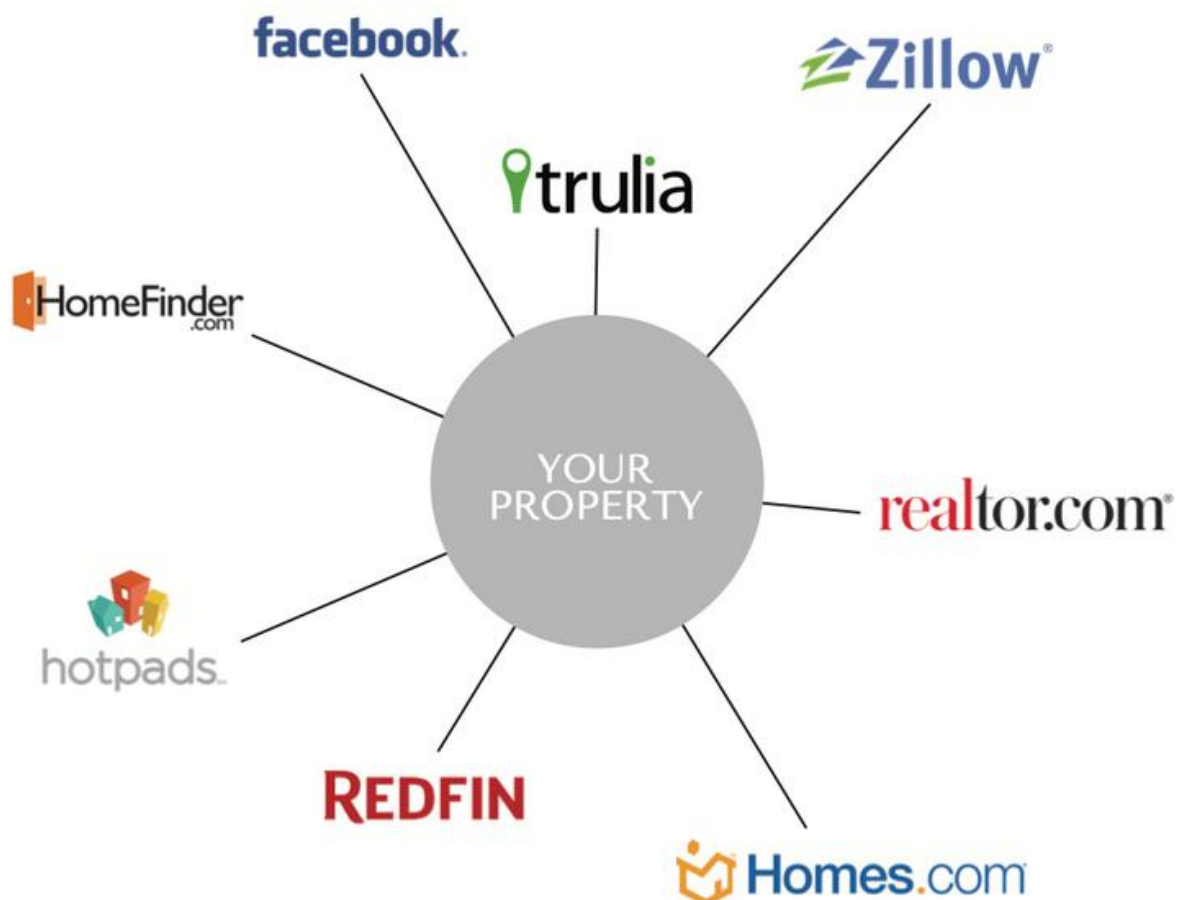 facebook.
Zillow®
trulia
HomeFinder
.com
YOUR
PROPERTY
realtor.com®
hotpads
REDFIN
Homes.com